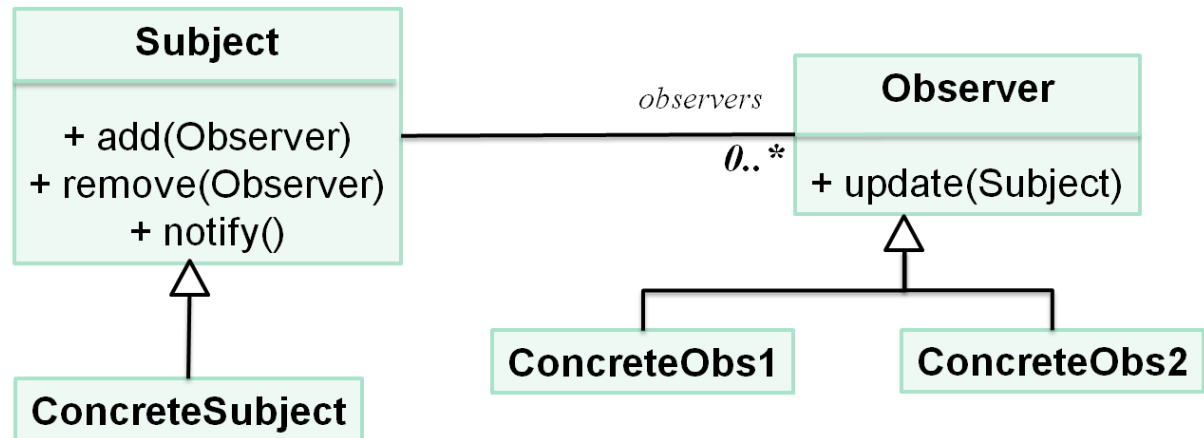 Subject
+ add(Observer)
+ remove(Observer)
+ notify()
observers
0..*
Observer
+ update(Subject)
ConcreteSubject
ConcreteObs1
ConcreteObs2